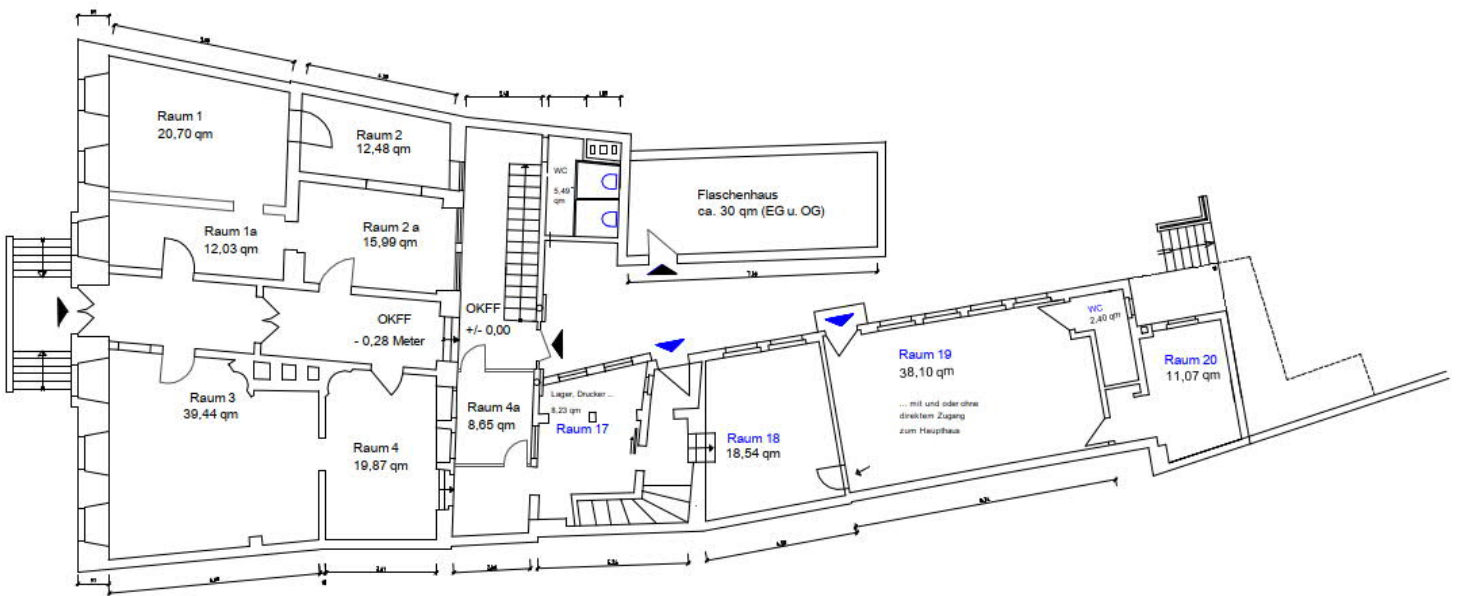 Raum 1
20,70 qm
Raum 2
12,48 qm
WC
5,49
qm
Flaschenhaus
ca. 30 qm (EG u. OG)
Raum 1a
12,03 qm
Raum 2 a
15,99 qm
OKFF
- 0,28 Meter
OKFF
+/- 0,00
WC
2,40 qm
Raum 19
38,10 qm
... mit und oder ohne
direktem Zugang
zum Haupthaus
Raum 20
11,07 qm
Raum 3
39,44 qm
Raum 4
19,87 qm
Raum 4a
8,65 qm
Lager, Drucker ...
8,23 qm
Raum 17
Raum 18
18,54 qm